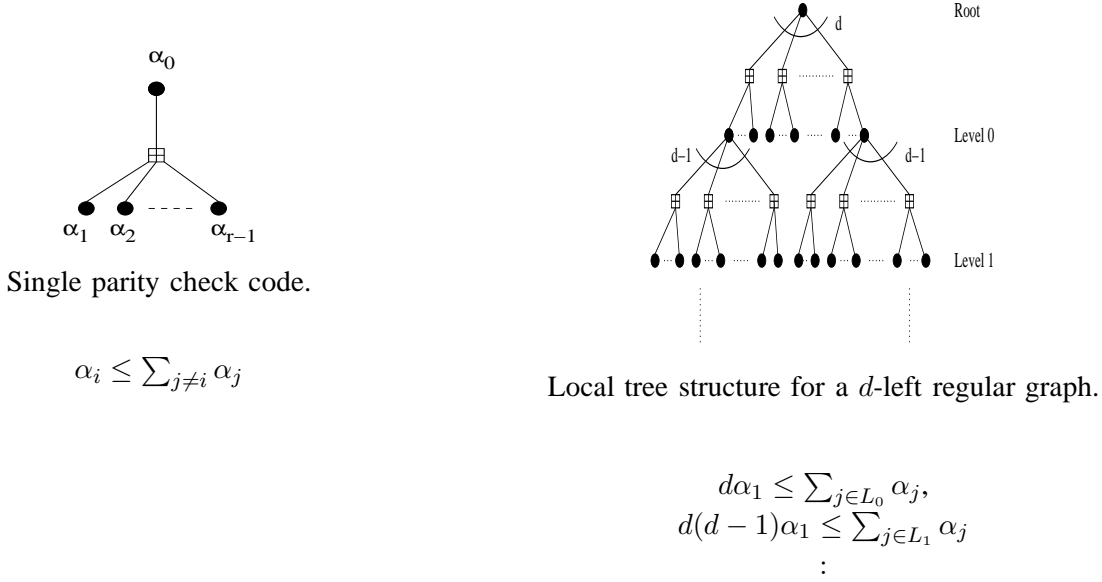 α₀
α₁ α₂ αᵣ₋₁
Single parity check code.
αᵢ ≤ ∑ⱼ≠ᵢ αⱼ
Root
d
Level 0
d−1 d−1
Level 1
Local tree structure for a d-left regular graph.
dα₁ ≤ ∑_{j∈L₀} αⱼ,
d(d − 1)α₁ ≤ ∑_{j∈L₁} αⱼ
⋮